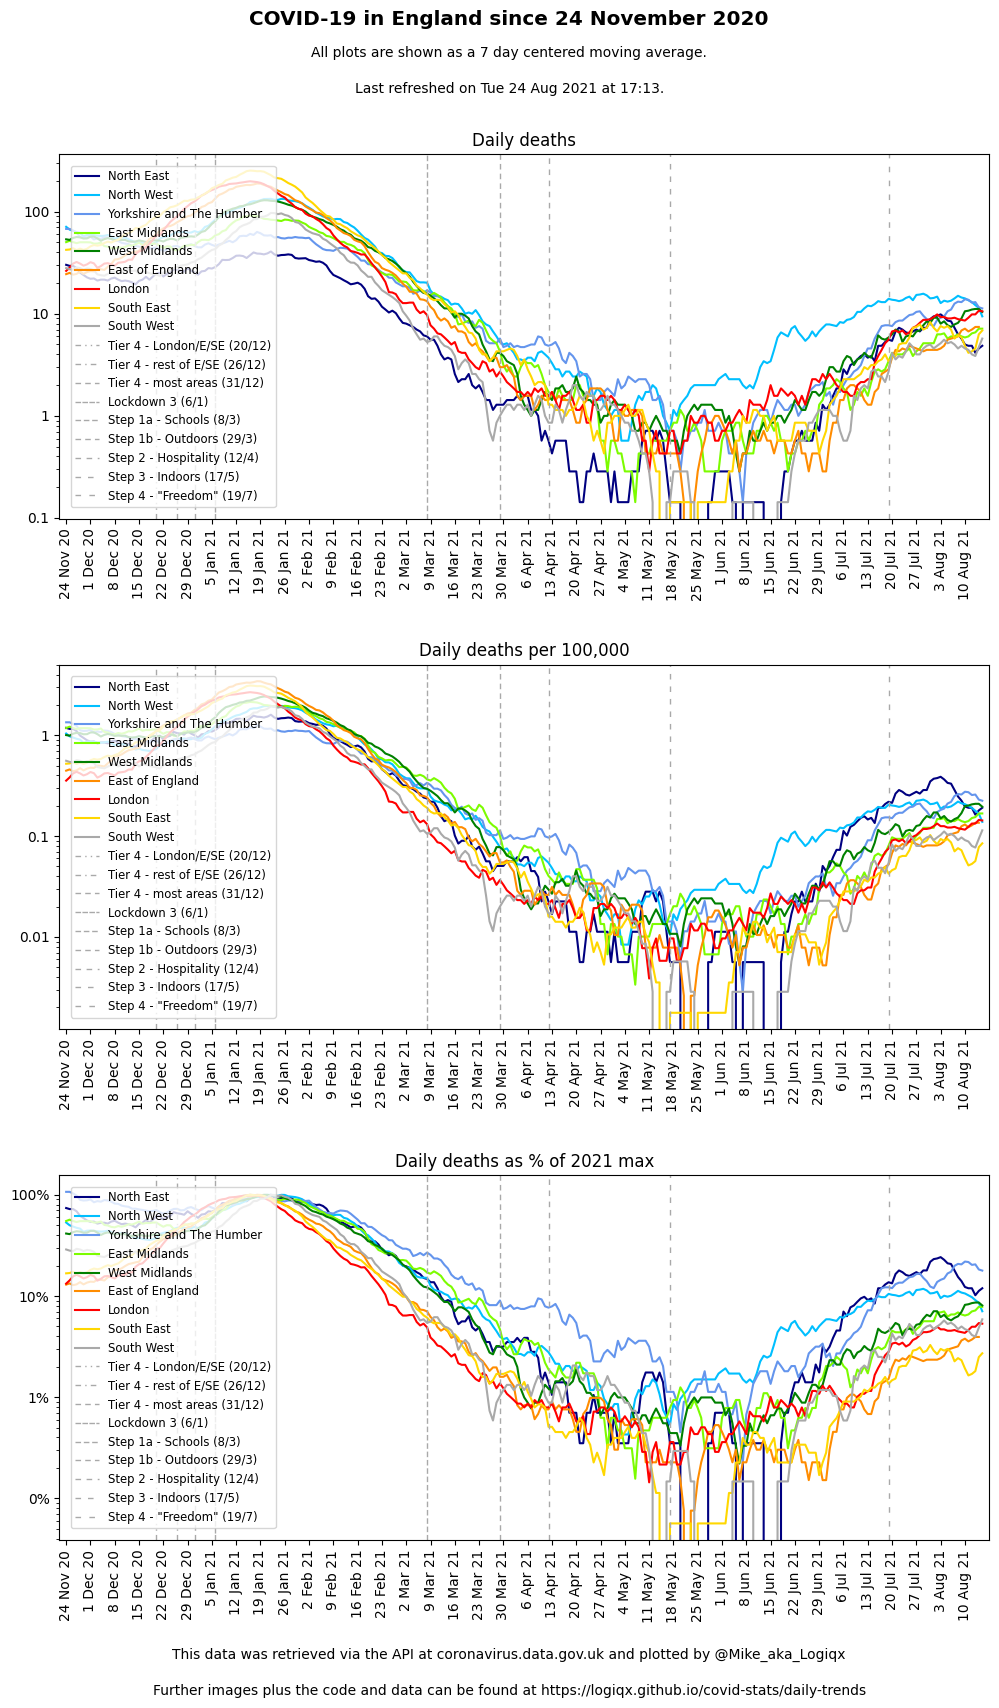 COVID-19 in England since 24 November 2020
All plots are shown as a 7 day centered moving average.
Last refreshed on Tue 24 Aug 2021 at 17:13.
Daily deaths
100
10
1
0.1
North East
North West
Yorkshire and The Humber
East Midlands
West Midlands
East of England
London
South East
South West
Tier 4 - London/E/SE (20/12)
Tier 4 - rest of E/SE (26/12)
Tier 4 - most areas (31/12)
Lockdown 3 (6/1)
Step 1a - Schools (8/3)
Step 1b - Outdoors (29/3)
Step 2 - Hospitality (12/4)
Step 3 - Indoors (17/5)
Step 4 - "Freedom" (19/7)
24 Nov 20
1 Dec 20
8 Dec 20
15 Dec 20
22 Dec 20
29 Dec 20
5 Jan 21
12 Jan 21
19 Jan 21
26 Jan 21
2 Feb 21
9 Feb 21
16 Feb 21
23 Feb 21
2 Mar 21
9 Mar 21
16 Mar 21
23 Mar 21
30 Mar 21
6 Apr 21
13 Apr 21
20 Apr 21
27 Apr 21
4 May 21
11 May 21
18 May 21
25 May 21
1 Jun 21
8 Jun 21
15 Jun 21
22 Jun 21
29 Jun 21
6 Jul 21
13 Jul 21
20 Jul 21
27 Jul 21
3 Aug 21
10 Aug 21
Daily deaths per 100,000
1
0.1
0.01
North East
North West
Yorkshire and The Humber
East Midlands
West Midlands
East of England
London
South East
South West
Tier 4 - London/E/SE (20/12)
Tier 4 - rest of E/SE (26/12)
Tier 4 - most areas (31/12)
Lockdown 3 (6/1)
Step 1a - Schools (8/3)
Step 1b - Outdoors (29/3)
Step 2 - Hospitality (12/4)
Step 3 - Indoors (17/5)
Step 4 - "Freedom" (19/7)
24 Nov 20
1 Dec 20
8 Dec 20
15 Dec 20
22 Dec 20
29 Dec 20
5 Jan 21
12 Jan 21
19 Jan 21
26 Jan 21
2 Feb 21
9 Feb 21
16 Feb 21
23 Feb 21
2 Mar 21
9 Mar 21
16 Mar 21
23 Mar 21
30 Mar 21
6 Apr 21
13 Apr 21
20 Apr 21
27 Apr 21
4 May 21
11 May 21
18 May 21
25 May 21
1 Jun 21
8 Jun 21
15 Jun 21
22 Jun 21
29 Jun 21
6 Jul 21
13 Jul 21
20 Jul 21
27 Jul 21
3 Aug 21
10 Aug 21
Daily deaths as % of 2021 max
100%
10%
1%
0%
North East
North West
Yorkshire and The Humber
East Midlands
West Midlands
East of England
London
South East
South West
Tier 4 - London/E/SE (20/12)
Tier 4 - rest of E/SE (26/12)
Tier 4 - most areas (31/12)
Lockdown 3 (6/1)
Step 1a - Schools (8/3)
Step 1b - Outdoors (29/3)
Step 2 - Hospitality (12/4)
Step 3 - Indoors (17/5)
Step 4 - "Freedom" (19/7)
24 Nov 20
1 Dec 20
8 Dec 20
15 Dec 20
22 Dec 20
29 Dec 20
5 Jan 21
12 Jan 21
19 Jan 21
26 Jan 21
2 Feb 21
9 Feb 21
16 Feb 21
23 Feb 21
2 Mar 21
9 Mar 21
16 Mar 21
23 Mar 21
30 Mar 21
6 Apr 21
13 Apr 21
20 Apr 21
27 Apr 21
4 May 21
11 May 21
18 May 21
25 May 21
1 Jun 21
8 Jun 21
15 Jun 21
22 Jun 21
29 Jun 21
6 Jul 21
13 Jul 21
20 Jul 21
27 Jul 21
3 Aug 21
10 Aug 21
This data was retrieved via the API at coronavirus.data.gov.uk and plotted by @Mike_aka_Logiqx
Further images plus the code and data can be found at https://logiqx.github.io/covid-stats/daily-trends